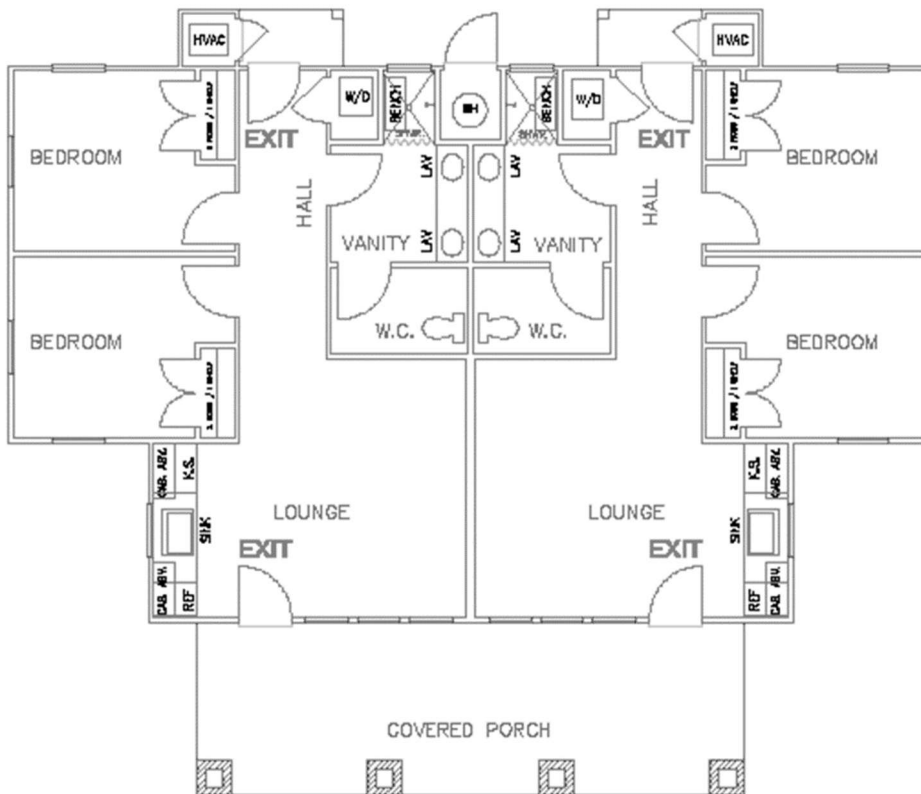 HVAC
HVAC
W/D
BENCH
WH
BENCH
W/D
EXIT
EXIT
BEDROOM
BEDROOM
HALL
HALL
LAV
LAV
LAV
LAV
VANITY
VANITY
BEDROOM
W.C.
W.C.
BEDROOM
CAB. ABV.
K.S.
K.S.
CAB. ABV.
LOUNGE
LOUNGE
SINK
SINK
EXIT
EXIT
CAB. ABV.
REF
REF
CAB. ABV.
COVERED PORCH